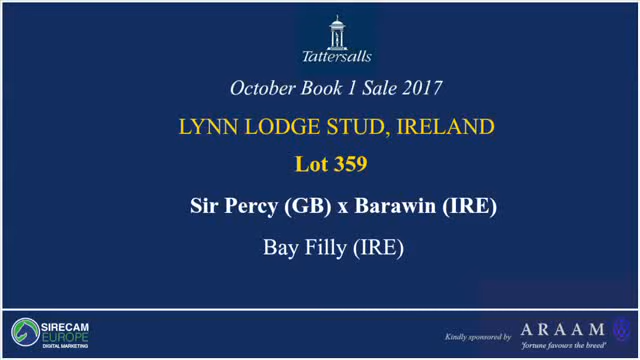 Tattersalls
October Book 1 Sale 2017
LYNN LODGE STUD, IRELAND
Lot 359
Sir Percy (GB) x Barawin (IRE)
Bay Filly (IRE)
SIRECAM
EUROPE
DIGITAL MARKETING
Kindly sponsored by
ARAAM
'fortune favours the breed'